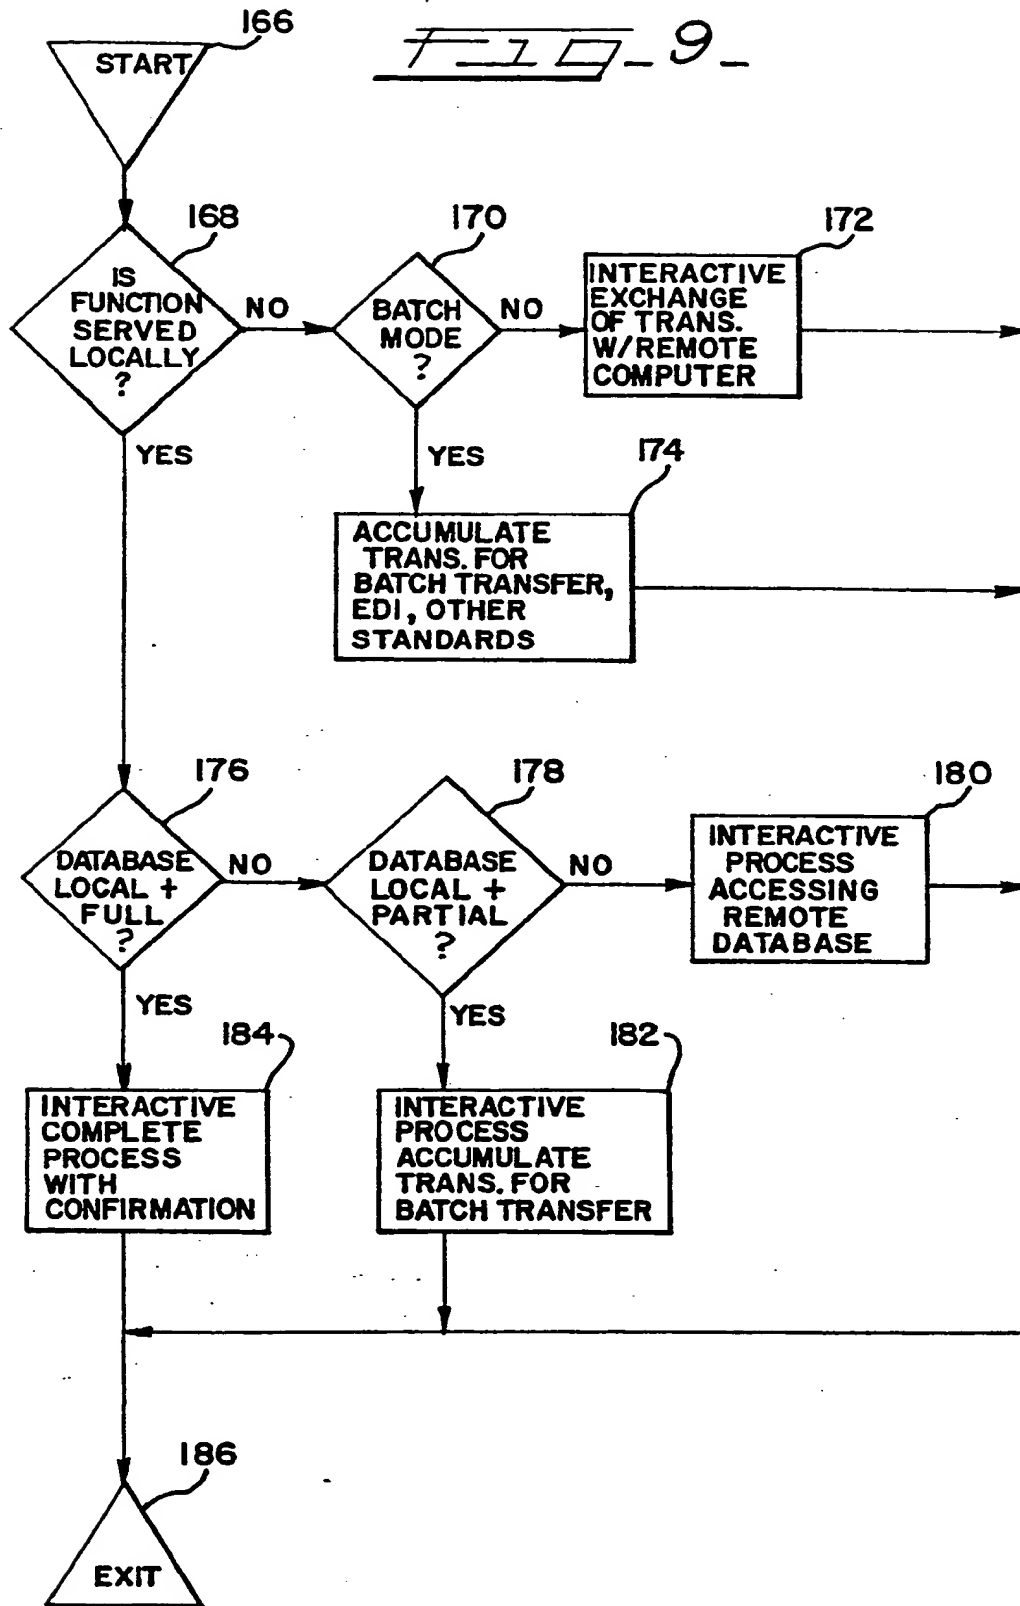 Fig_9_
166
START
168
IS
FUNCTION
SERVED
LOCALLY
?
NO
170
BATCH
MODE
?
NO
172
INTERACTIVE
EXCHANGE
OF TRANS.
W/REMOTE
COMPUTER
YES
YES
174
ACCUMULATE
TRANS. FOR
BATCH TRANSFER,
EDI, OTHER
STANDARDS
176
DATABASE
LOCAL +
FULL
?
NO
178
DATABASE
LOCAL +
PARTIAL
?
NO
180
INTERACTIVE
PROCESS
ACCESSING
REMOTE
DATABASE
YES
YES
184
INTERACTIVE
COMPLETE
PROCESS
WITH
CONFIRMATION
182
INTERACTIVE
PROCESS
ACCUMULATE
TRANS. FOR
BATCH TRANSFER
186
EXIT